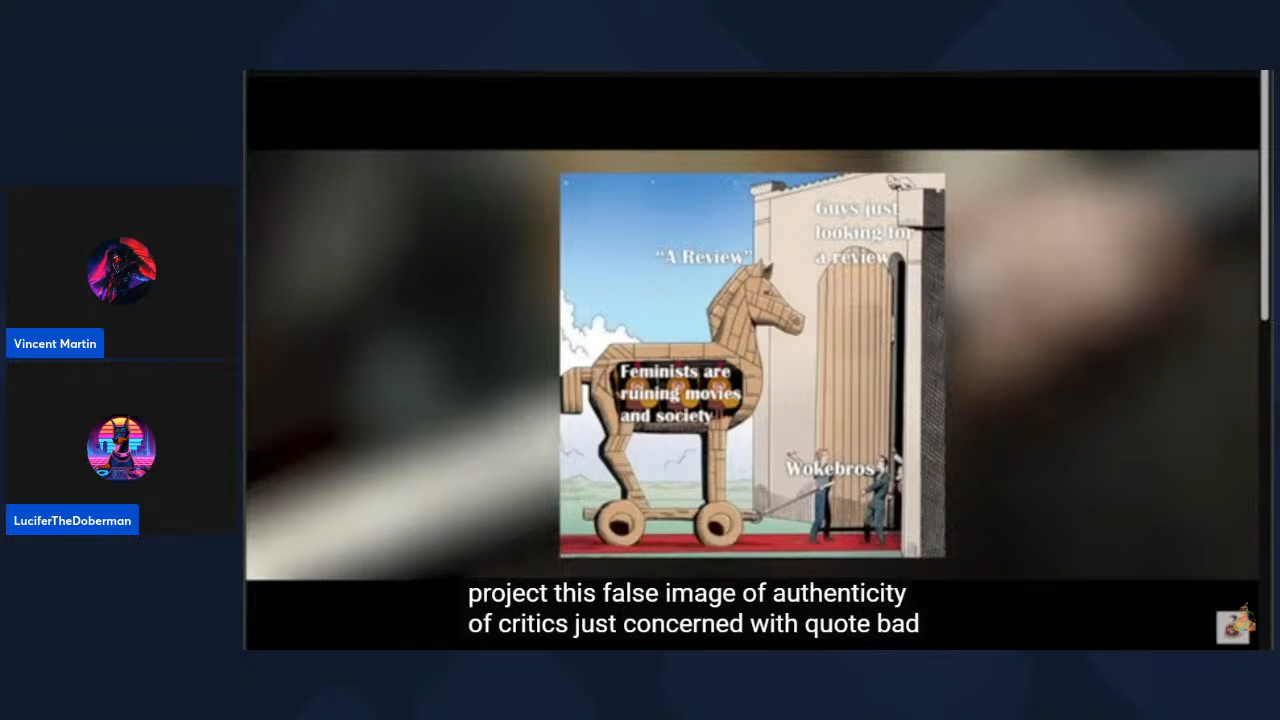 Vincent Martin
LuciferTheDoberman
"A Review"
Guys just
looking for
a review
Feminists are
ruining movies
and society
Wokebros
project this false image of authenticity
of critics just concerned with quote bad